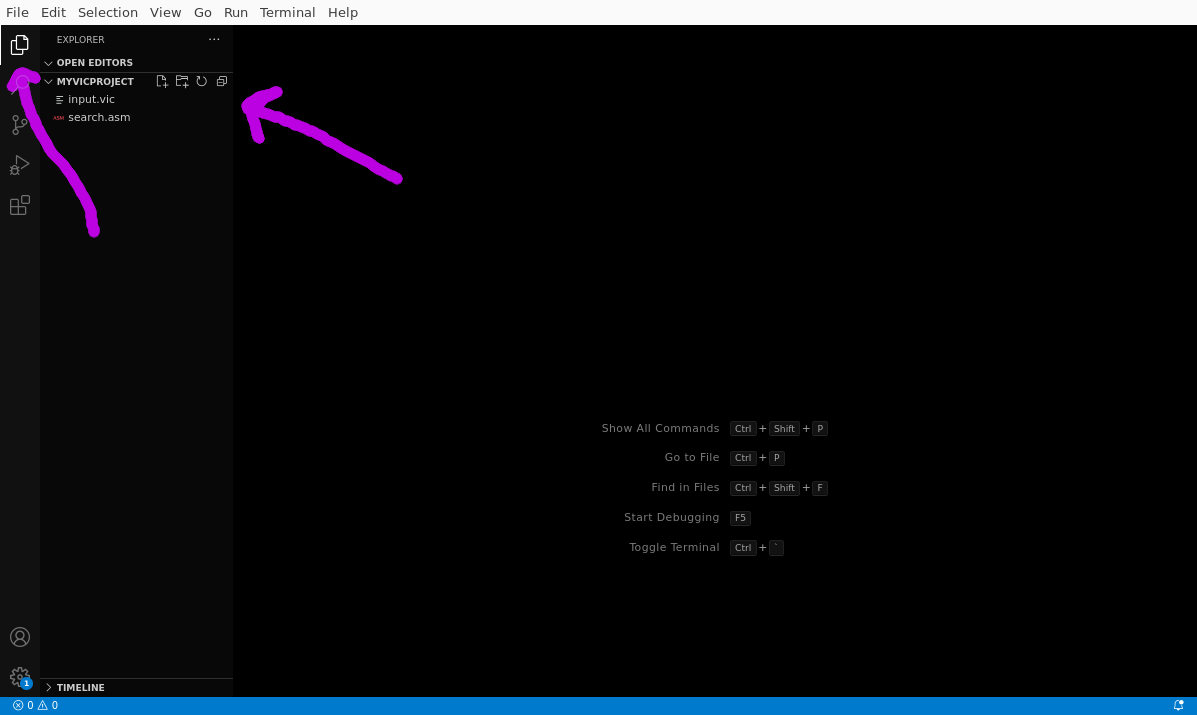 File Edit Selection View Go Run Terminal Help
EXPLORER ...
OPEN EDITORS
MYVICPROJECT
input.vic
ASM search.asm
Show All Commands Ctrl + Shift + P
Go to File Ctrl + P
Find in Files Ctrl + Shift + F
Start Debugging F5
Toggle Terminal Ctrl + `
1
TIMELINE
0 0